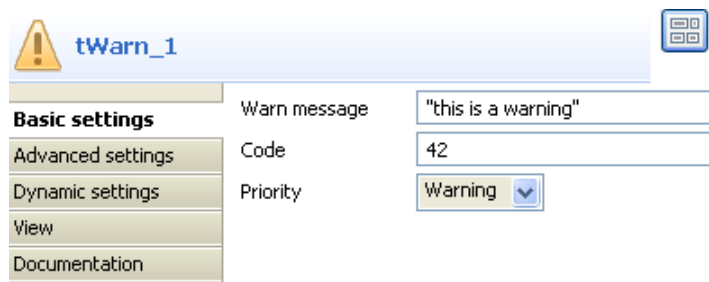 tWarn_1
Basic settings
Advanced settings
Dynamic settings
View
Documentation
Warn message "this is a warning"
Code 42
Priority Warning